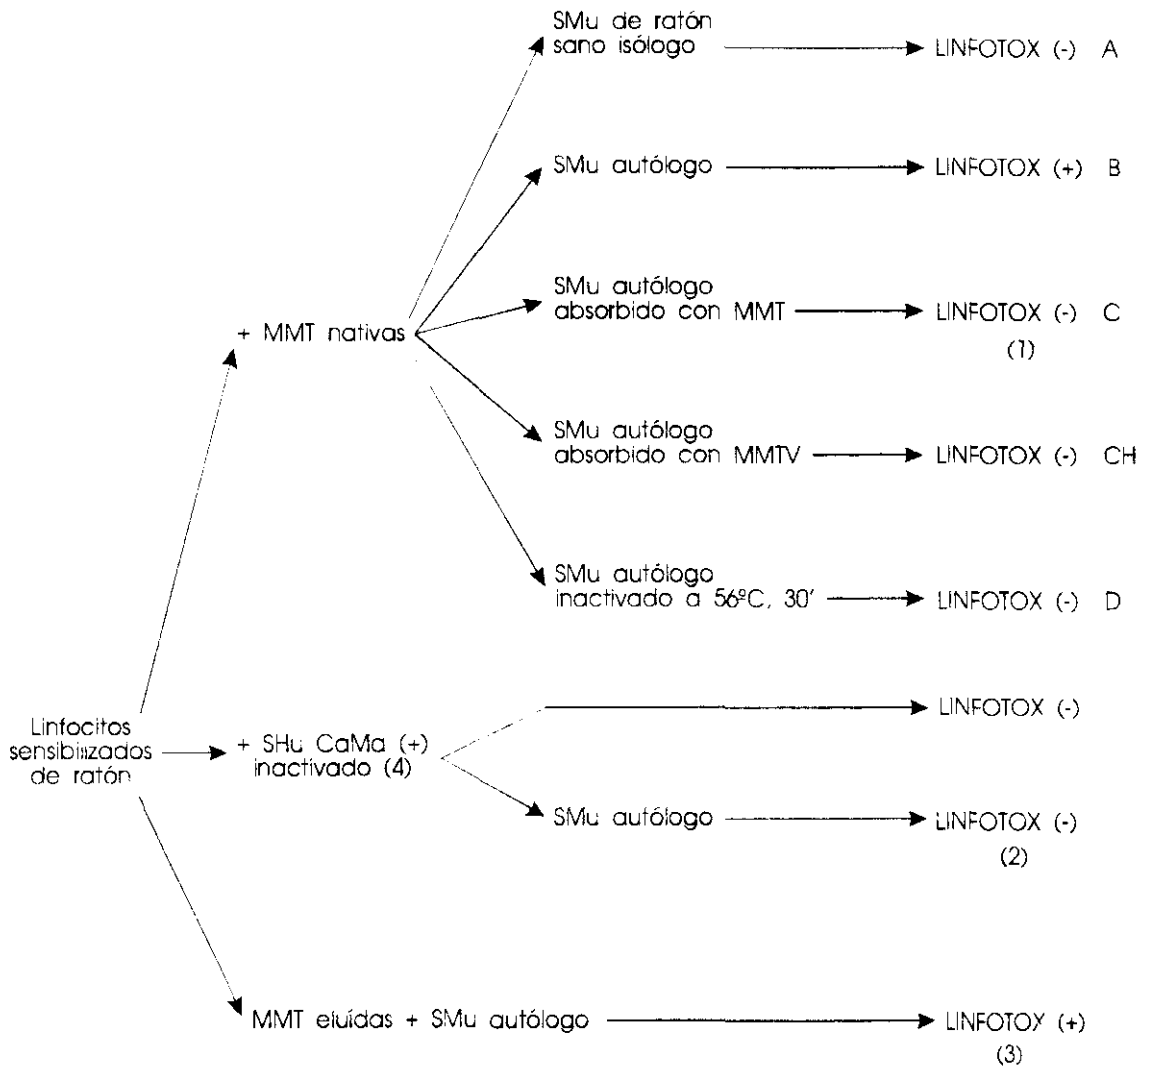 SMu de ratón
sano isólogo
LINFOTOX (-) A
SMu autólogo
LINFOTOX (+) B
SMu autólogo
absorbido con MMT
LINFOTOX (-) C
(1)
+ MMT nativas
SMu autólogo
absorbido con MMTV
LINFOTOX (-) CH
SMu autólogo
inactivado a 56ºC, 30'
LINFOTOX (-) D
Linfocitos
sensibilizados
de ratón
+ SHu CaMa (+)
inactivado (4)
LINFOTOX (-)
SMu autólogo
LINFOTOX (-)
(2)
MMT eluídas + SMu autólogo
LINFOTOX (+)
(3)